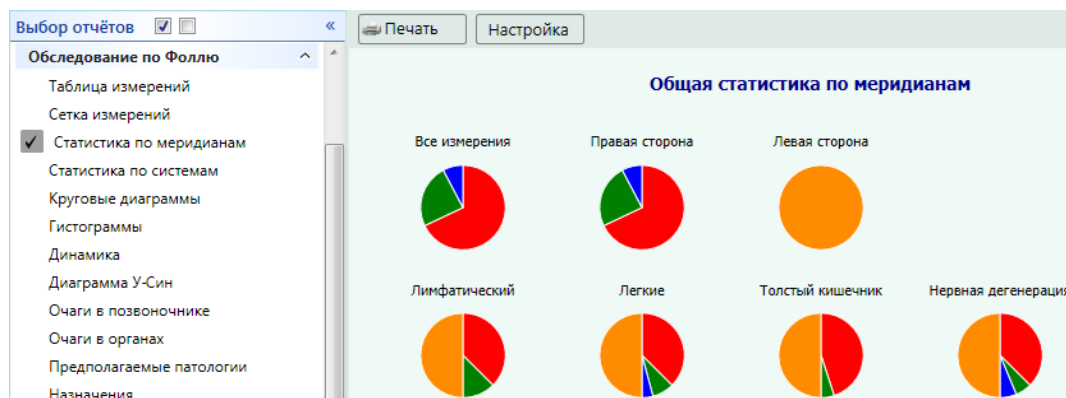 Выбор отчётов
Обследование по Фоллю
Таблица измерений
Сетка измерений
Статистика по меридианам
Статистика по системам
Круговые диаграммы
Гистограммы
Динамика
Диаграмма У-Син
Очаги в позвоночнике
Очаги в органах
Предполагаемые патологии
Назначения
Печать Настройка
Общая статистика по меридианам
Все измерения Правая сторона Левая сторона
Лимфатический Легкие Толстый кишечник Нервная дегенерация